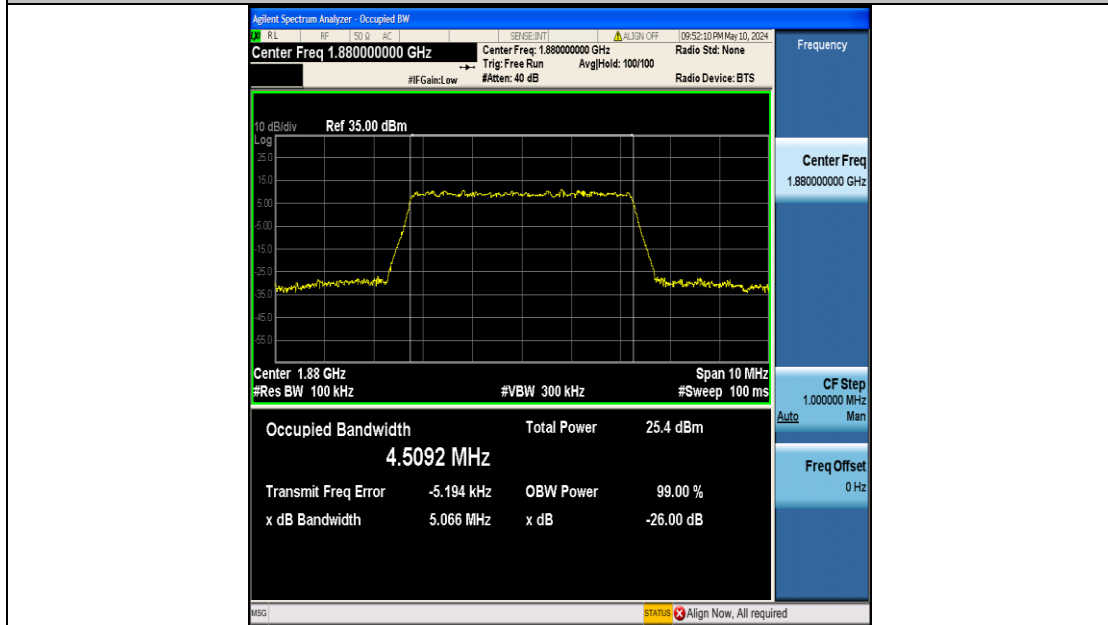 Agilent Spectrum Analyzer - Occupied BW
RL RF 50 Ω AC SENSE:INT ALIGN OFF 09:52:10 PM May 10, 2024
Center Freq 1.880000000 GHz
Center Freq: 1.880000000 GHz Radio Std: None
Trig: Free Run Avg|Hold: 100/100
#IFGain:Low #Atten: 40 dB Radio Device: BTS
Frequency
10 dB/div Ref 35.00 dBm
Log
25.0
15.0
5.00
-5.00
-15.0
-25.0
-35.0
-45.0
-55.0
Center 1.88 GHz Span 10 MHz
#Res BW 100 kHz #VBW 300 kHz #Sweep 100 ms
Occupied Bandwidth Total Power 25.4 dBm
4.5092 MHz
Transmit Freq Error -5.194 kHz OBW Power 99.00 %
x dB Bandwidth 5.066 MHz x dB -26.00 dB
Center Freq
1.880000000 GHz
CF Step
1.000000 MHz
Auto Man
Freq Offset
0 Hz
MSG STATUS Align Now, All required